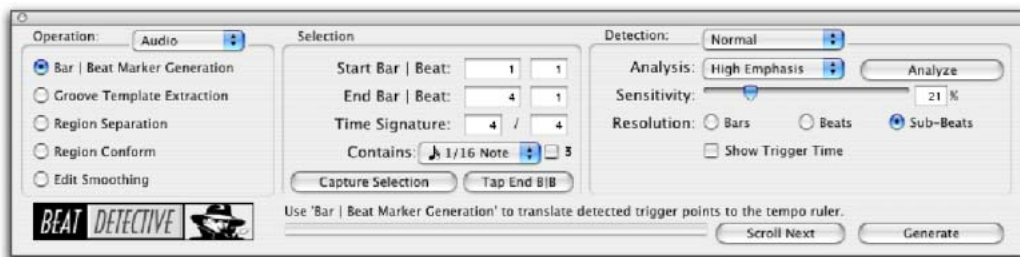 Operation: Audio
Bar | Beat Marker Generation
Groove Template Extraction
Region Separation
Region Conform
Edit Smoothing
BEAT DETECTIVE
Selection
Start Bar | Beat: 1 1
End Bar | Beat: 4 1
Time Signature: 4 / 4
Contains: 1/16 Note 3
Capture Selection Tap End B|B
Detection: Normal
Analysis: High Emphasis Analyze
Sensitivity: 21 %
Resolution: Bars Beats Sub-Beats
Show Trigger Time
Use 'Bar | Beat Marker Generation' to translate detected trigger points to the tempo ruler.
Scroll Next Generate